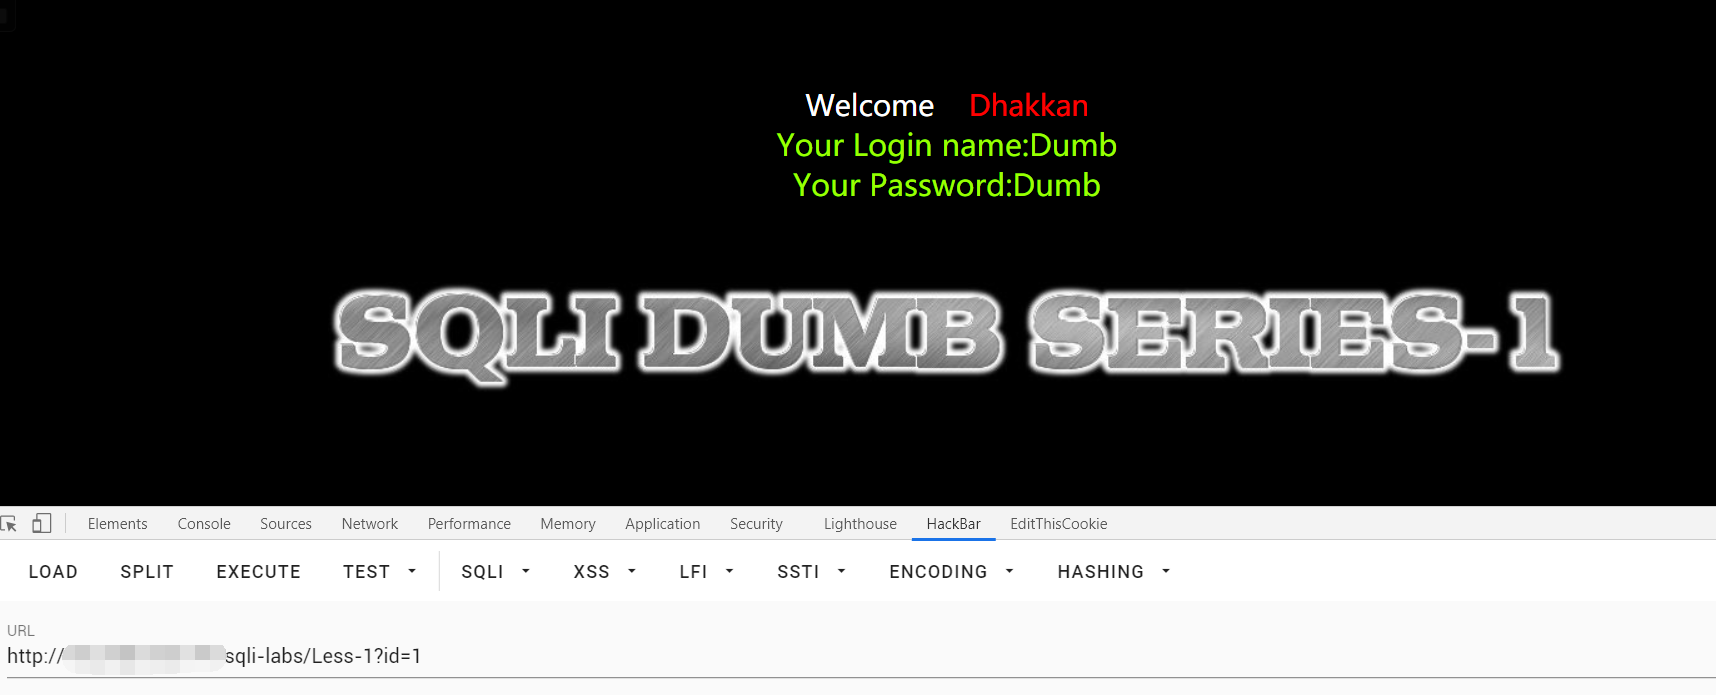 Welcome Dhakkan
Your Login name:Dumb
Your Password:Dumb
SQLI DUMB SERIES-1
Elements Console Sources Network Performance Memory Application Security Lighthouse HackBar EditThisCookie
LOAD SPLIT EXECUTE TEST SQLI XSS LFI SSTI ENCODING HASHING
URL
http:// sqli-labs/Less-1?id=1